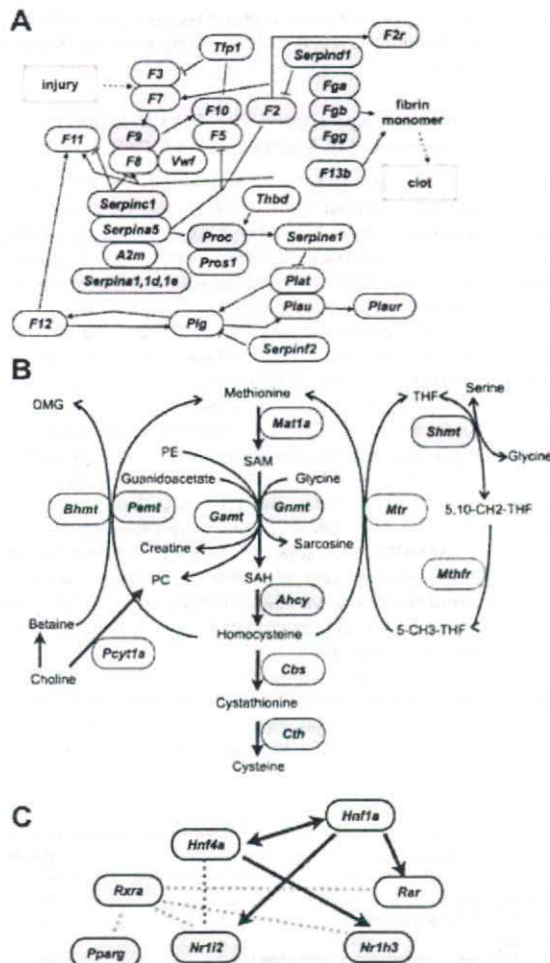 A
Tfp1
F2r
Serpind1
injury
F3
F7
Fga
Fgb
Fgg
fibrin
monomer
F9
F10
F2
F11
F8
Vwf
F5
F13b
clot
Serpinc1
Serpina5
Thbd
A2m
Proc
Serpine1
Pros1
Serpina1,1d,1e
Plat
Plau
Plaur
F12
Plg
Serpinf2
B
DMG
Methionine
THF
Serine
Mat1a
Shmt
PE
SAM
Glycine
Guanidoacetate
Glycine
Bhmt
Pemt
Gamt
Gnmt
Mtr
5,10-CH2-THF
Creatine
Sarcosine
PC
SAH
Mthfr
Ahcy
Betaine
Homocysteine
5-CH3-THF
Pcyt1a
Choline
Cbs
Cystathionine
Cth
Cysteine
C
Hnf1a
Hnf4a
Rxra
Rar
Pparg
Nr1i2
Nr1h3